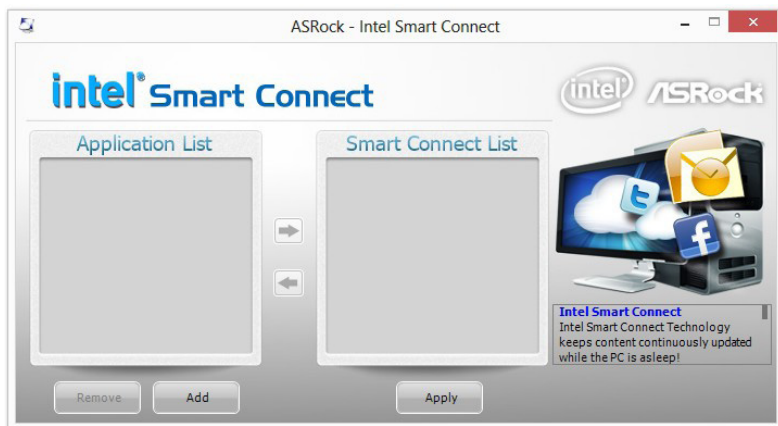 ASRock - Intel Smart Connect
intel® Smart Connect
intel ASRock
Application List
Smart Connect List
Intel Smart Connect
Intel Smart Connect Technology
keeps content continuously updated
while the PC is asleep!
Remove
Add
Apply